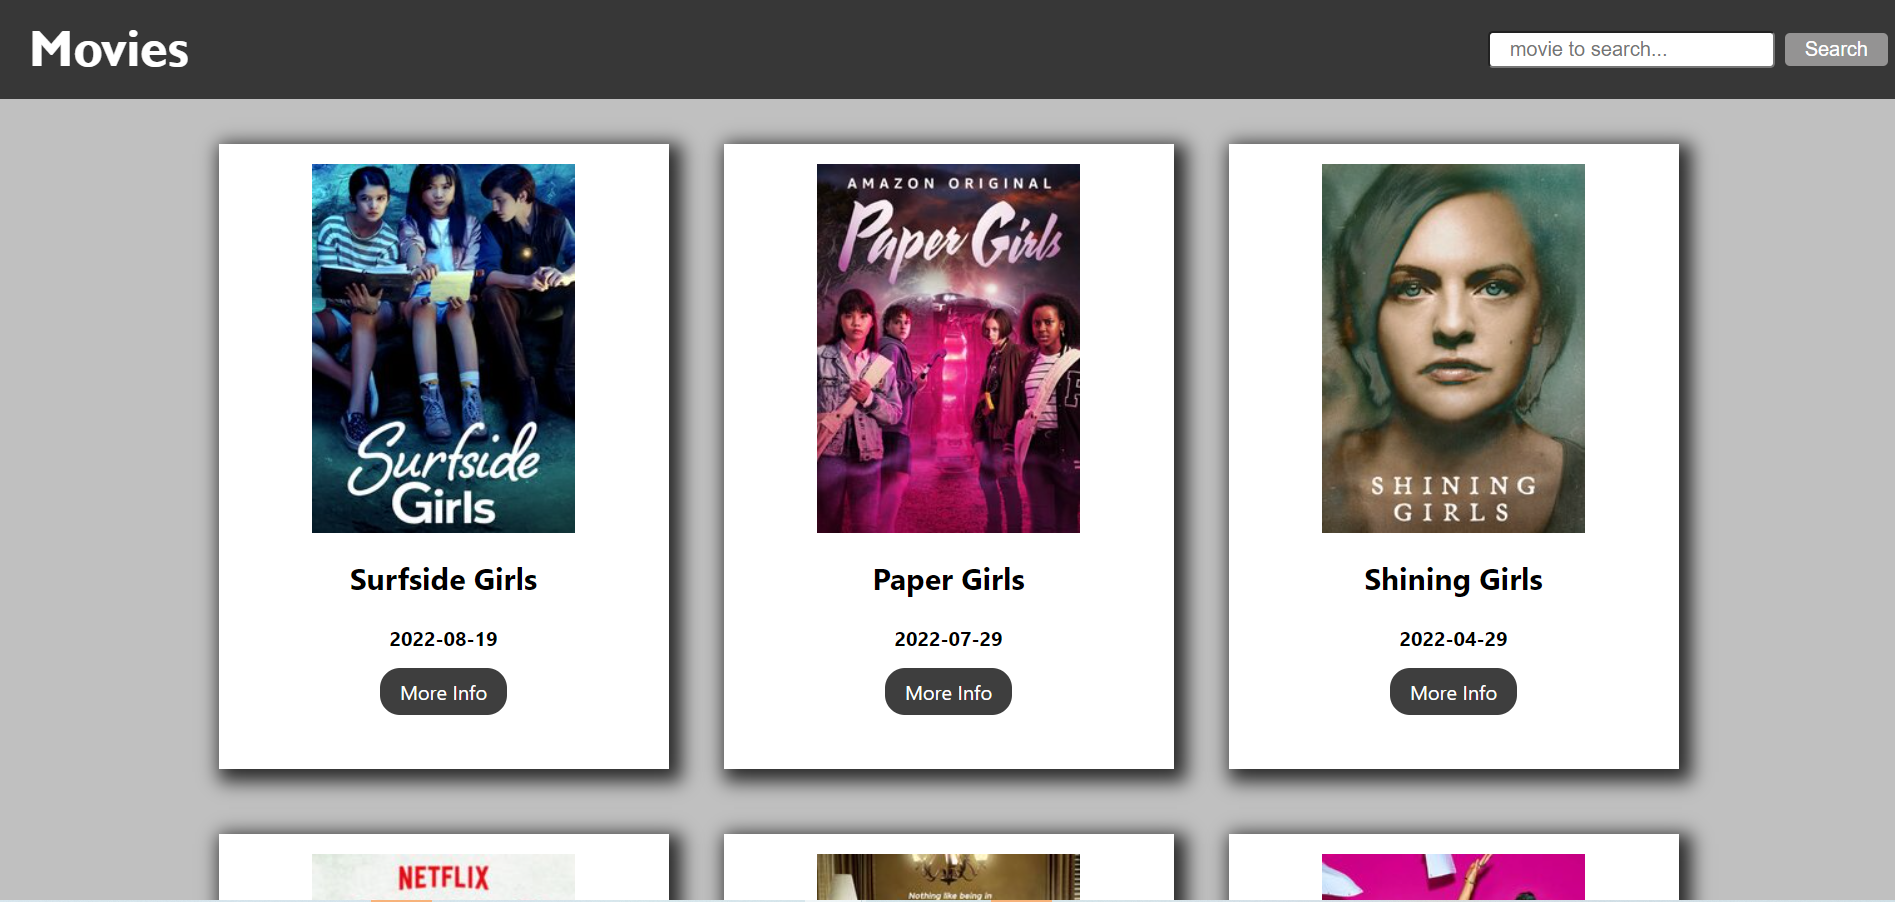 Movies
movie to search...
Search
AMAZON ORIGINAL
Paper Girls
Surfside
Girls
SHINING
GIRLS
Surfside Girls
Paper Girls
Shining Girls
2022-08-19
2022-07-29
2022-04-29
More Info
More Info
More Info
NETFLIX
Nothing like being in